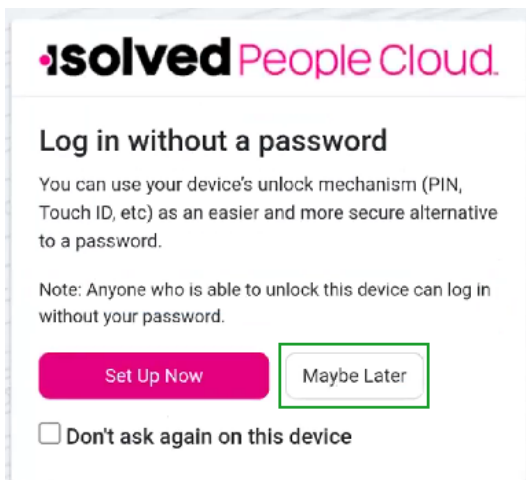 isolved People Cloud.
Log in without a password
You can use your device's unlock mechanism (PIN,
Touch ID, etc) as an easier and more secure alternative
to a password.
Note: Anyone who is able to unlock this device can log in
without your password.
Set Up Now
Maybe Later
Don't ask again on this device